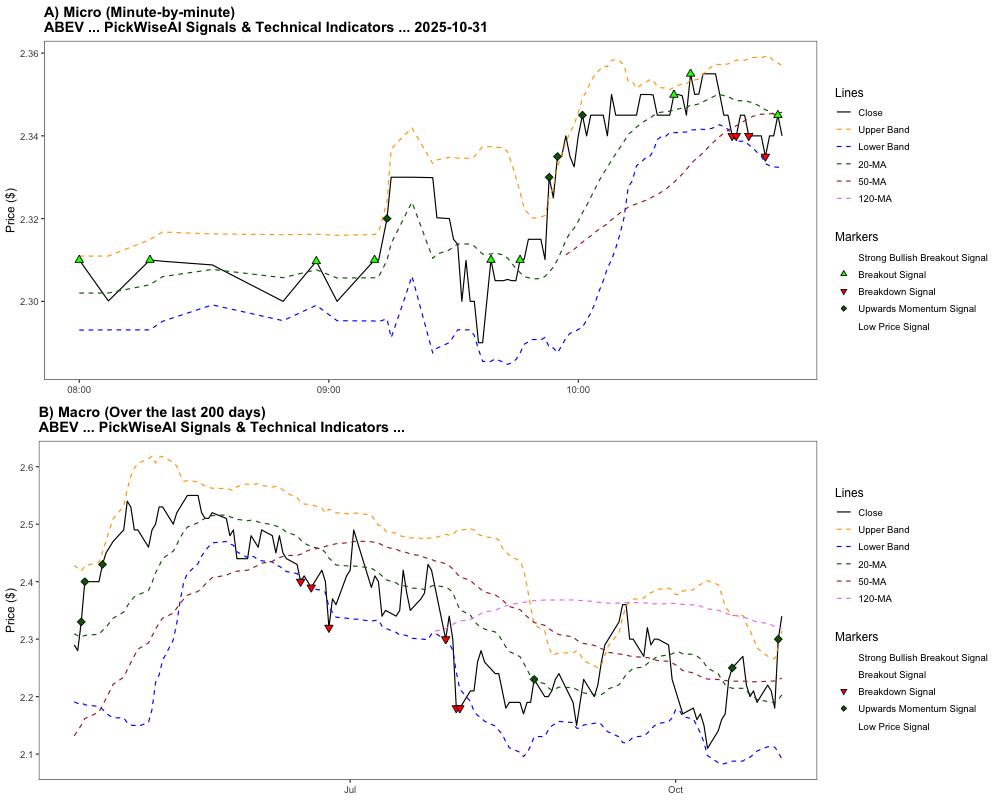 A) Micro (Minute-by-minute)
ABEV ... PickWiseAI Signals & Technical Indicators ... 2025-10-31
Price ($)
2.36
2.34
2.32
2.30
08:00
09:00
10:00
Lines
Close
Upper Band
Lower Band
20-MA
50-MA
120-MA
Markers
Strong Bullish Breakout Signal
Breakout Signal
Breakdown Signal
Upwards Momentum Signal
Low Price Signal
B) Macro (Over the last 200 days)
ABEV ... PickWiseAI Signals & Technical Indicators ...
Price ($)
2.6
2.5
2.4
2.3
2.2
2.1
Jul
Oct
Lines
Close
Upper Band
Lower Band
20-MA
50-MA
120-MA
Markers
Strong Bullish Breakout Signal
Breakout Signal
Breakdown Signal
Upwards Momentum Signal
Low Price Signal